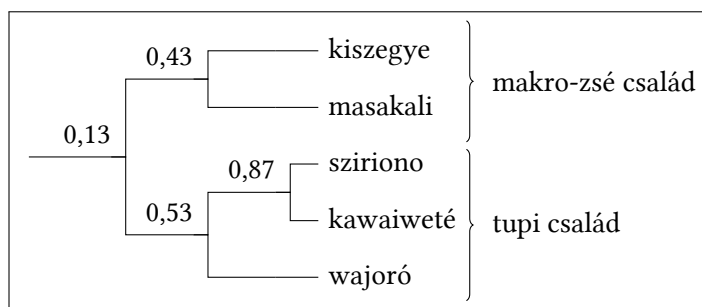 0,43
kiszegye
masakali
makro-zsé család
0,13
0,87
sziriono
0,53
kawaiweté
tupi család
wajoró